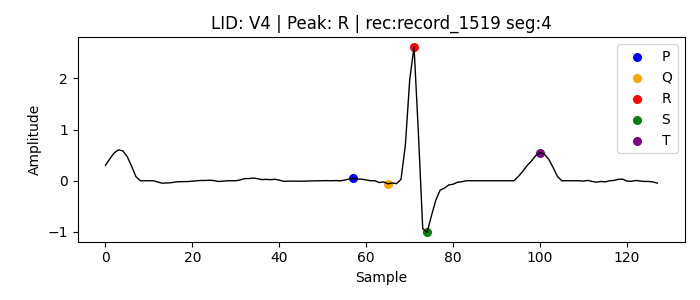 LID: V4 | Peak: R | rec:record_1519 seg:4
Amplitude
2
1
0
−1
0 20 40 60 80 100 120
Sample
P
Q
R
S
T